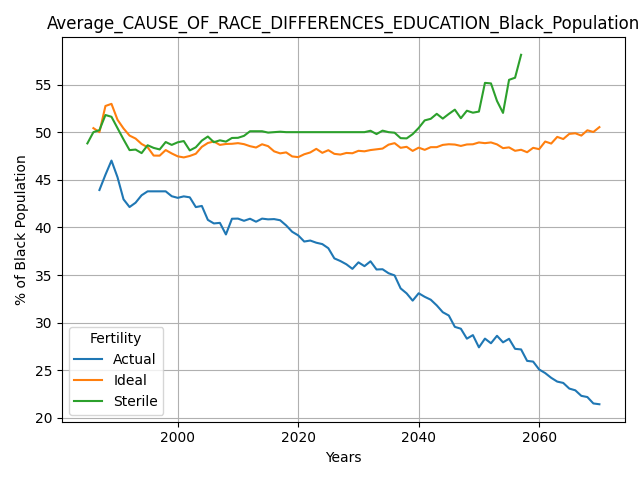 Average_CAUSE_OF_RACE_DIFFERENCES_EDUCATION_Black_Population
% of Black Population
55
50
45
40
35
30
25
20
Fertility
Actual
Ideal
Sterile
2000 2020 2040 2060
Years